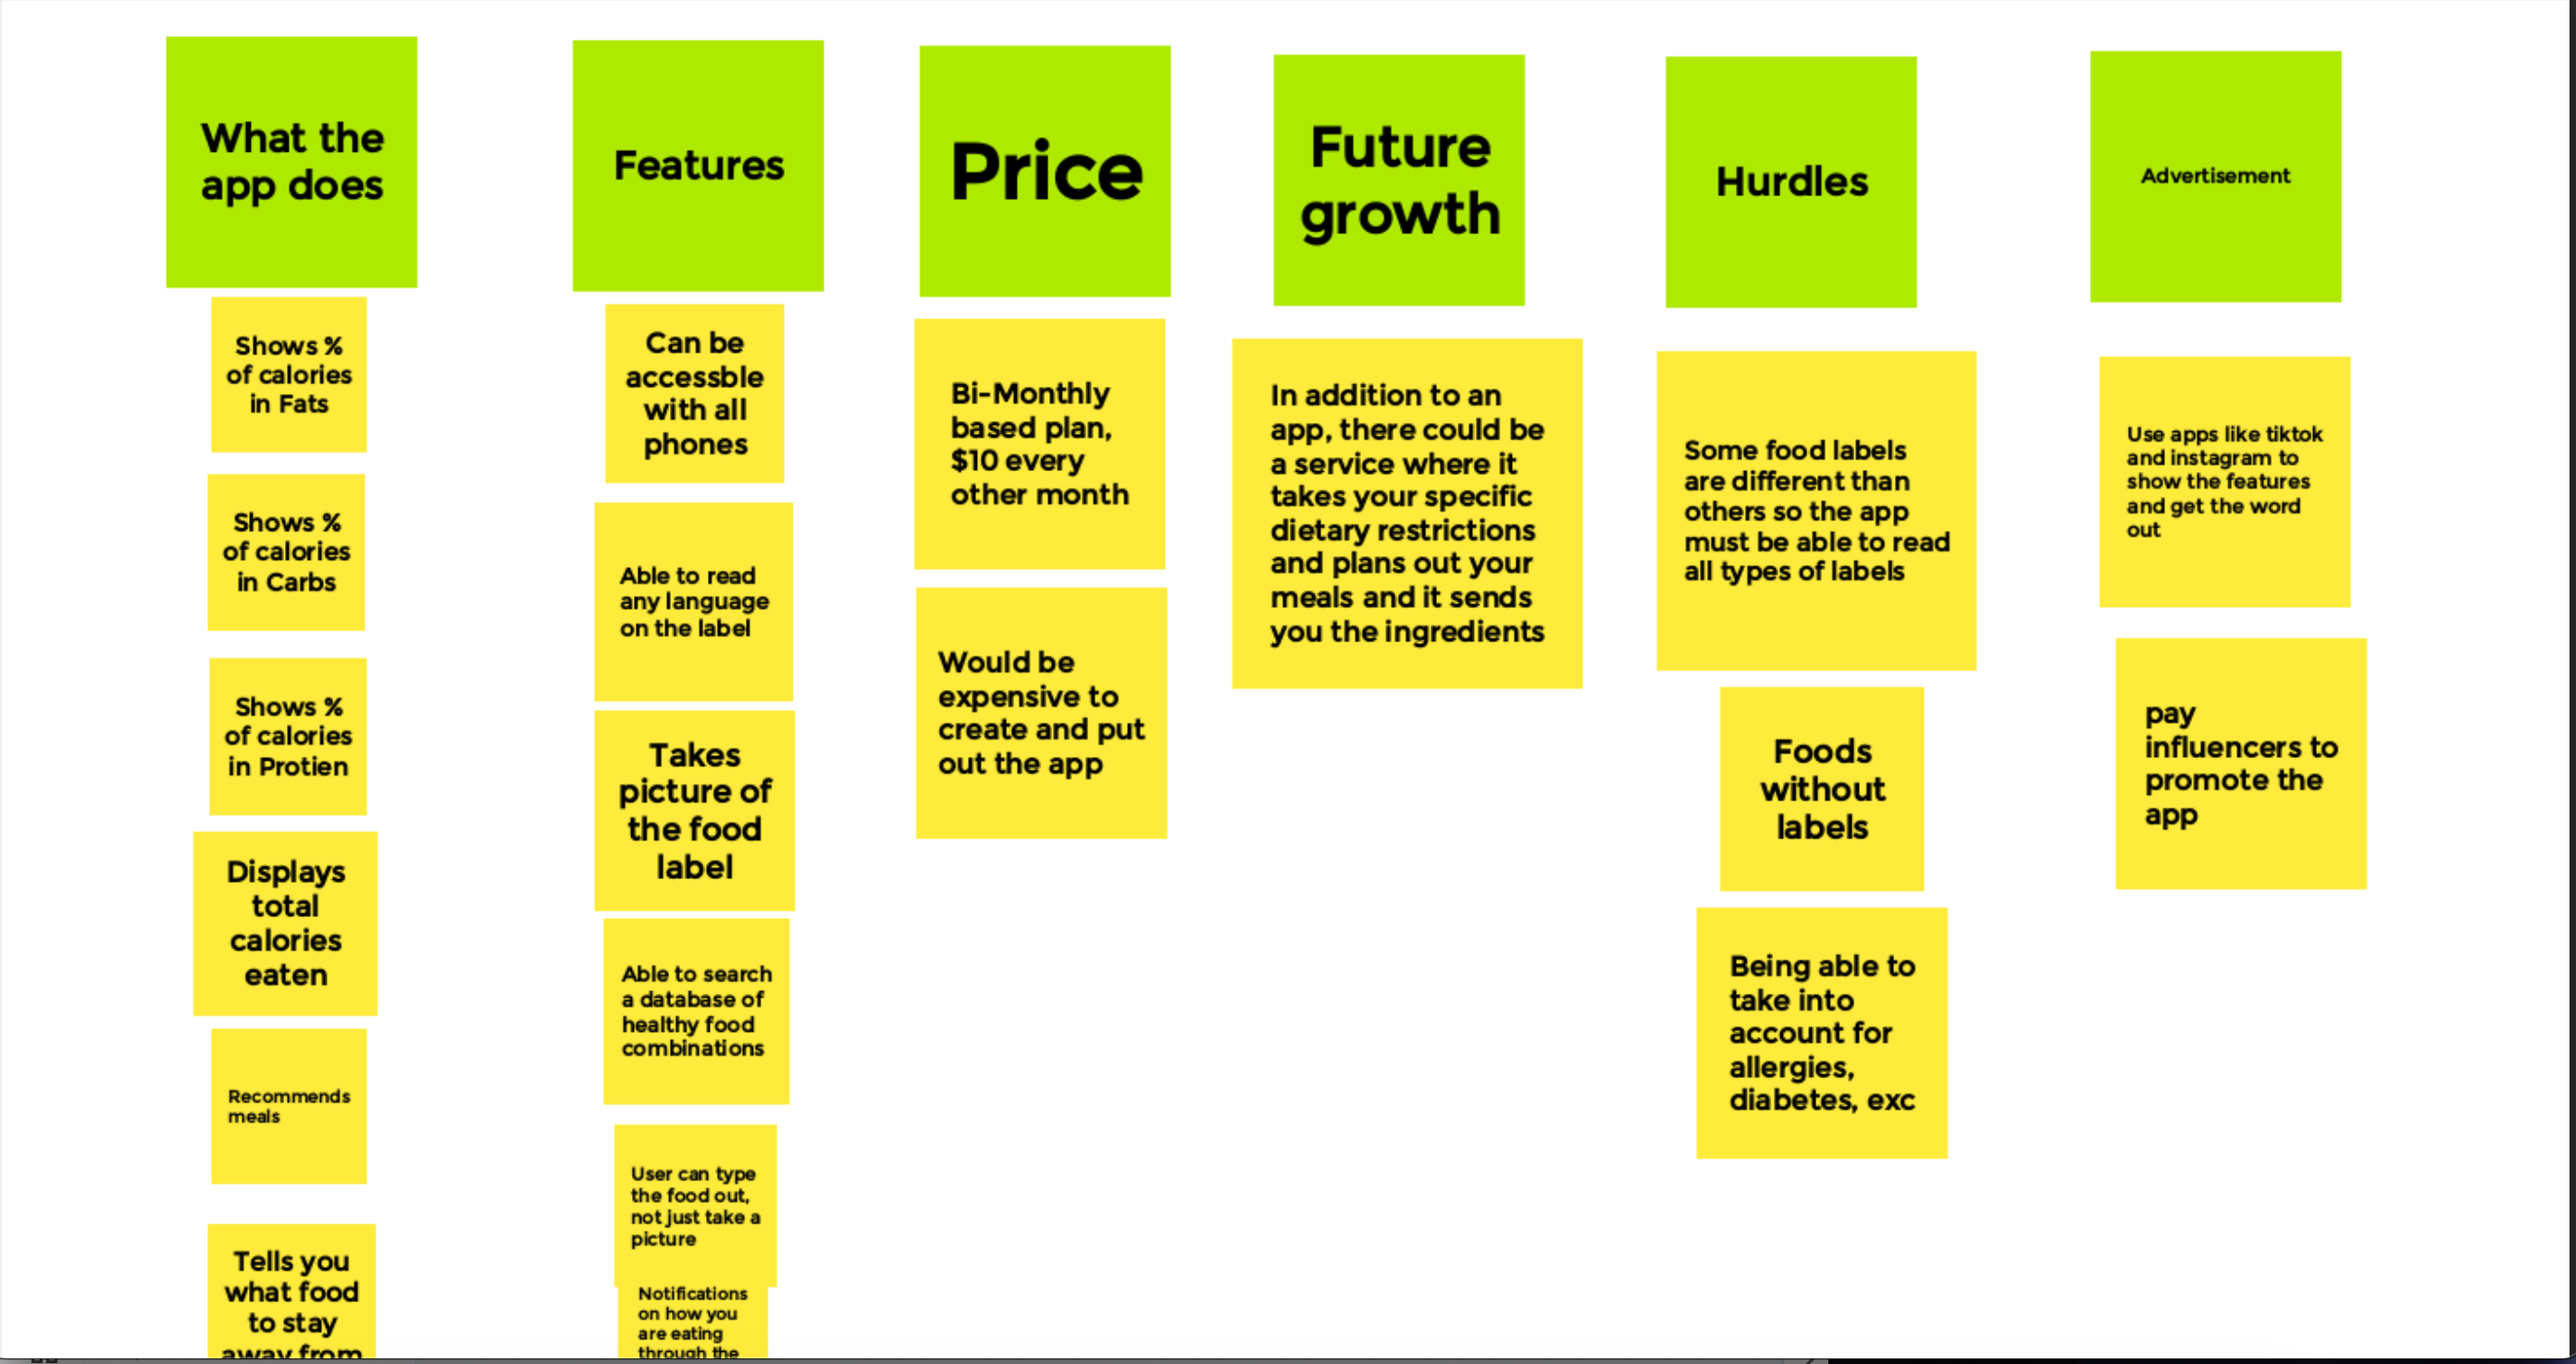 What the
app does
Shows %
of calories
in Fats
Shows %
of calories
in Carbs
Shows %
of calories
in Protien
Displays
total
calories
eaten
Recommends
meals
Tells you
what food
to stay
away from
Features
Can be
accessble
with all
phones
Able to read
any language
on the label
Takes
picture of
the food
label
Able to search
a database of
healthy food
combinations
User can type
the food out,
not just take a
picture
Notifications
on how you
are eating
through the
Price
Bi-Monthly
based plan,
$10 every
other month
Would be
expensive to
create and put
out the app
Future
growth
In addition to an
app, there could be
a service where it
takes your specific
dietary restrictions
and plans out your
meals and it sends
you the ingredients
Hurdles
Some food labels
are different than
others so the app
must be able to read
all types of labels
Foods
without
labels
Being able to
take into
account for
allergies,
diabetes, exc
Advertisement
Use apps like tiktok
and instagram to
show the features
and get the word
out
pay
influencers to
promote the
app